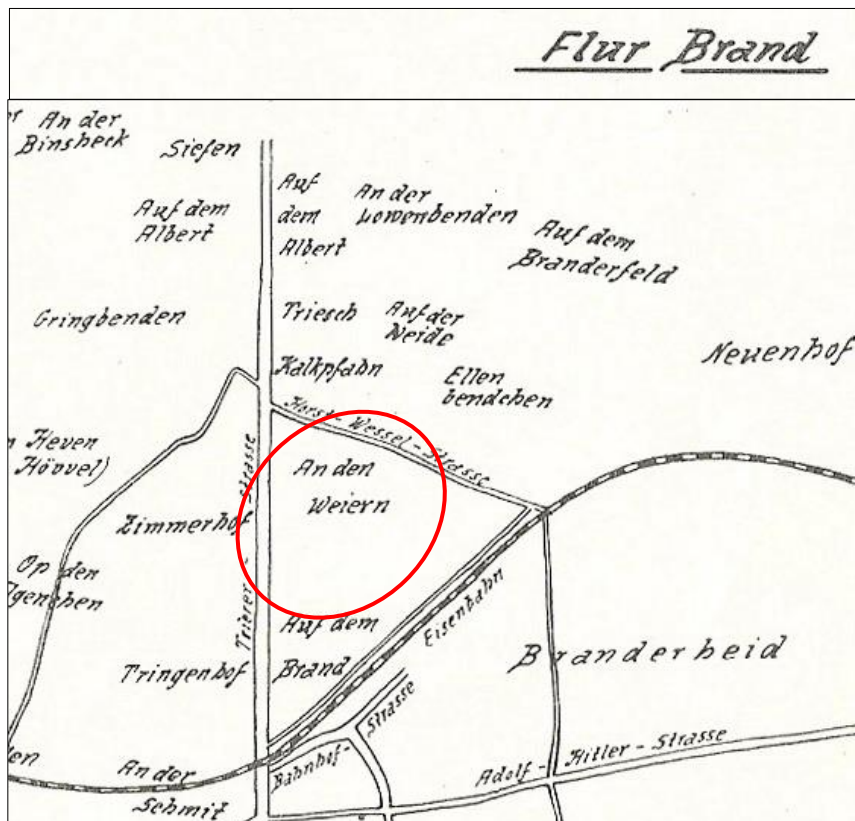 Flur Brand
An der
Binsheck
Siefen
Auf
dem
Albert
An der
Lowenbenden
Auf dem
Albert
Auf dem
Branderfeld
Gringbenden
Triesch
Auf der
Weide
Neuenhof
Kalkpfahn
Ellen
bendchen
Horst-Wessel-Strasse
Heven
Hövvel)
An den
Weiern
Zimmerhof
Trierer-Strasse
Op den
Auf dem
Brand
Eisenbahn
Branderheid
Tringenhof
Bahnhof-Strasse
An der
Schmit
Adolf-Hitler-Strasse